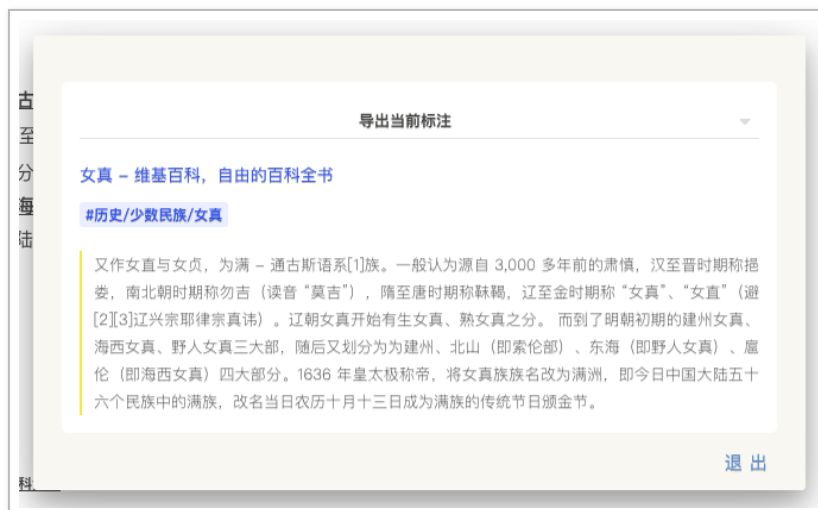 导出当前标注
古
至
分
海
陆
女真 – 维基百科，自由的百科全书
#历史/少数民族/女真
又作女直与女贞，为满 – 通古斯语系[1]族。一般认为源自 3,000 多年前的肃慎，汉至晋时期称挹
娄，南北朝时期称勿吉（读音 “莫吉”），隋至唐时期称靺鞨，辽至金时期称 “女真”、“女直”（避
[2][3]辽兴宗耶律宗真讳）。辽朝女真开始有生女真、熟女真之分。 而到了明朝初期的建州女真、
海西女真、野人女真三大部，随后又划分为为建州、北山（即索伦部）、东海（即野人女真）、扈
伦（即海西女真）四大部分。1636 年皇太极称帝，将女真族族名改为满洲，即今日中国大陆五十
六个民族中的满族，改名当日农历十月十三日成为满族的传统节日颁金节。
退 出
科